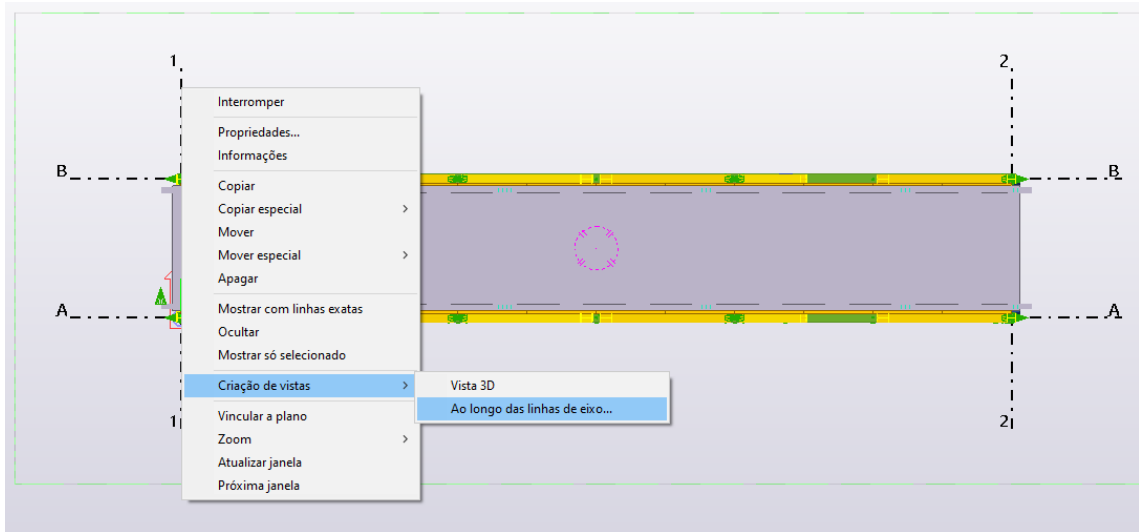 1
2
Interromper
Propriedades...
Informações
B
B
Copiar
Copiar especial
Mover
Mover especial
Apagar
A
A
Mostrar com linhas exatas
Ocultar
Mostrar só selecionado
Criação de vistas
Vista 3D
Ao longo das linhas de eixo...
Vincular a plano
1
2
Zoom
Atualizar janela
Próxima janela